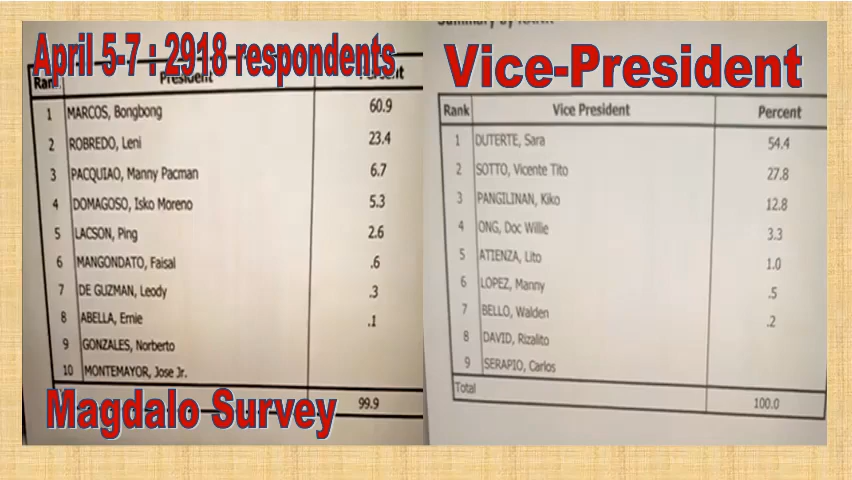 April 5-7 : 2918 respondents
Rank President Percent
1 MARCOS, Bongbong 60.9
2 ROBREDO, Leni 23.4
3 PACQUIAO, Manny Pacman 6.7
4 DOMAGOSO, Isko Moreno 5.3
5 LACSON, Ping 2.6
6 MANGONDATO, Faisal .6
7 DE GUZMAN, Leody .3
8 ABELLA, Ernie .1
9 GONZALES, Norberto
10 MONTEMAYOR, Jose Jr.
99.9
Magdalo Survey
Summary by RANK
Vice-President
Rank Vice President Percent
1 DUTERTE, Sara 54.4
2 SOTTO, Vicente Tito 27.8
3 PANGILINAN, Kiko 12.8
4 ONG, Doc Willie 3.3
5 ATIENZA, Lito 1.0
6 LOPEZ, Manny .5
7 BELLO, Walden .2
8 DAVID, Rizalito
9 SERAPIO, Carlos
Total 100.0